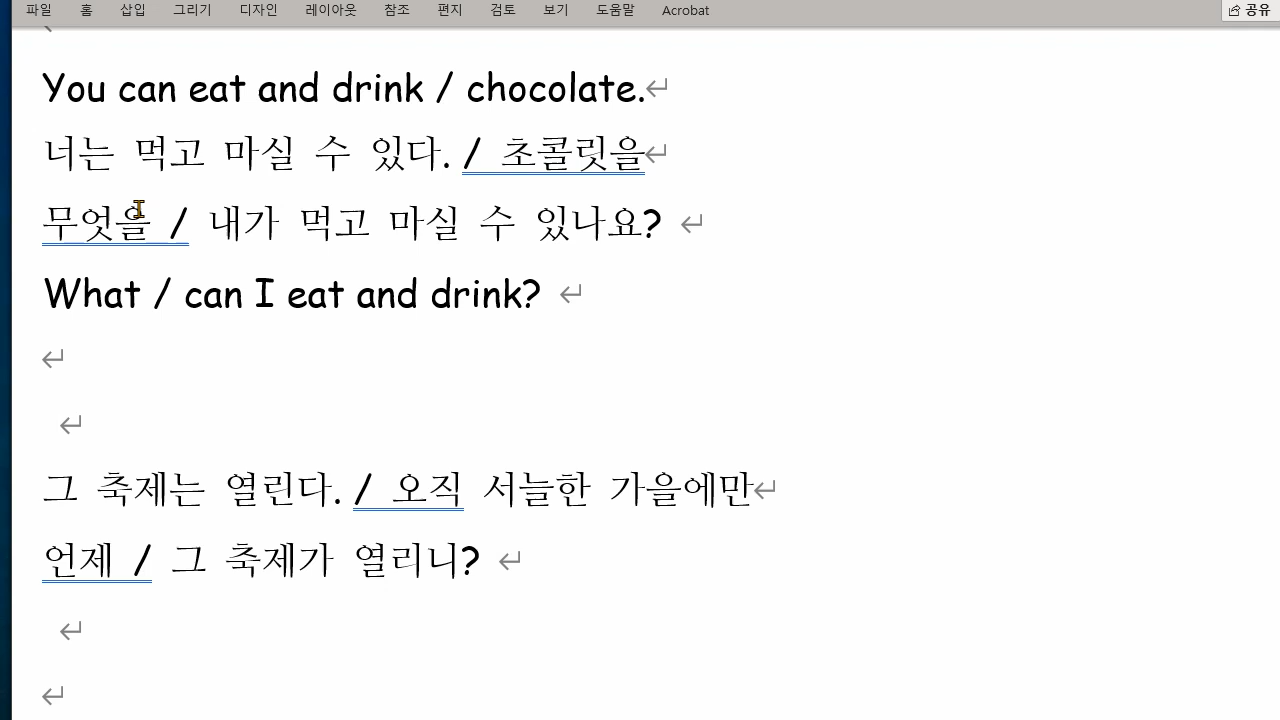 파일 홈 삽입 그리기 디자인 레이아웃 참조 편지 검토 보기 도움말 Acrobat 공유
You can eat and drink / chocolate.
너는 먹고 마실 수 있다. / 초콜릿을
무엇을 / 내가 먹고 마실 수 있나요?
What / can I eat and drink?
그 축제는 열린다. / 오직 서늘한 가을에만
언제 / 그 축제가 열리니?